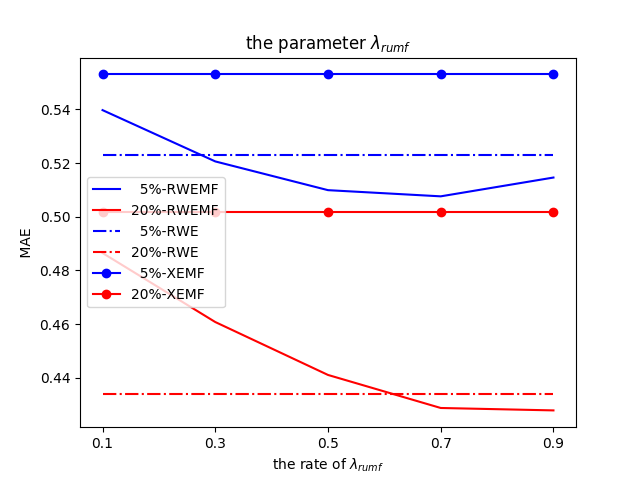 the parameter λrumf
0.54
0.52
0.50
0.48
0.46
0.44
MAE
5%-RWEMF
20%-RWEMF
5%-RWE
20%-RWE
5%-XEMF
20%-XEMF
0.1 0.3 0.5 0.7 0.9
the rate of λrumf